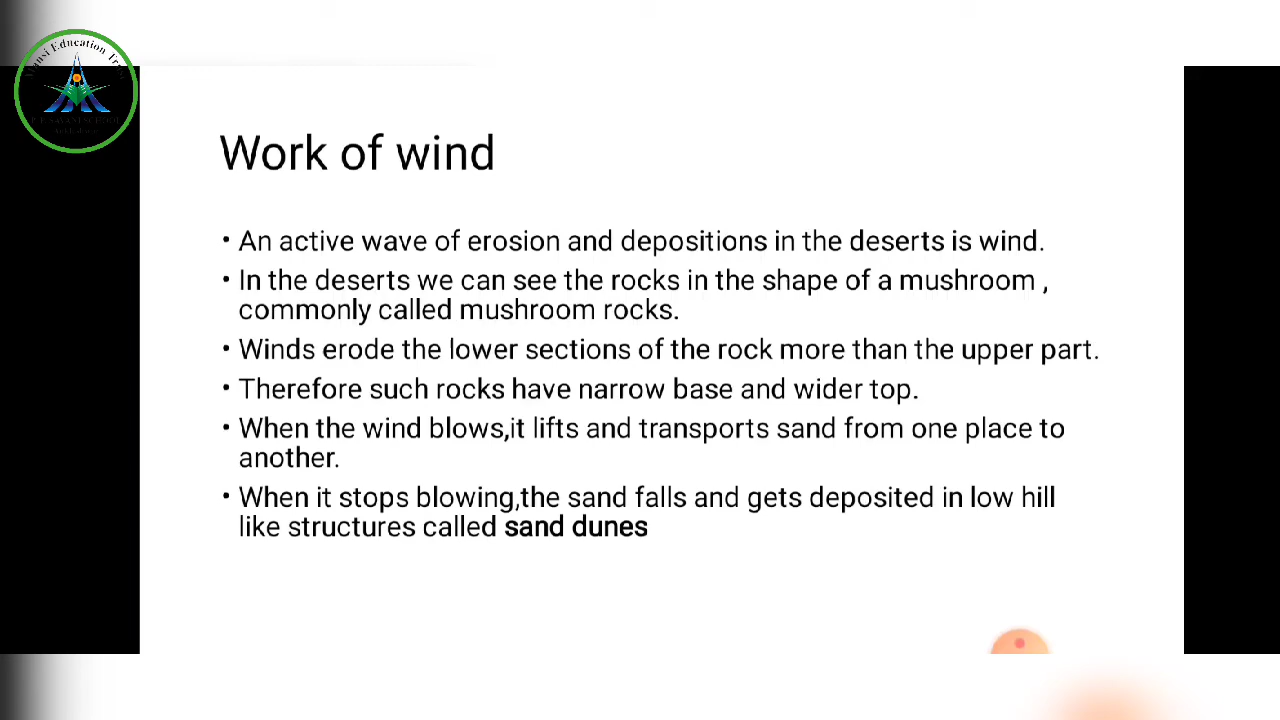 Work of wind
• An active wave of erosion and depositions in the deserts is wind.
• In the deserts we can see the rocks in the shape of a mushroom ,
commonly called mushroom rocks.
• Winds erode the lower sections of the rock more than the upper part.
• Therefore such rocks have narrow base and wider top.
• When the wind blows,it lifts and transports sand from one place to
another.
• When it stops blowing,the sand falls and gets deposited in low hill
like structures called sand dunes